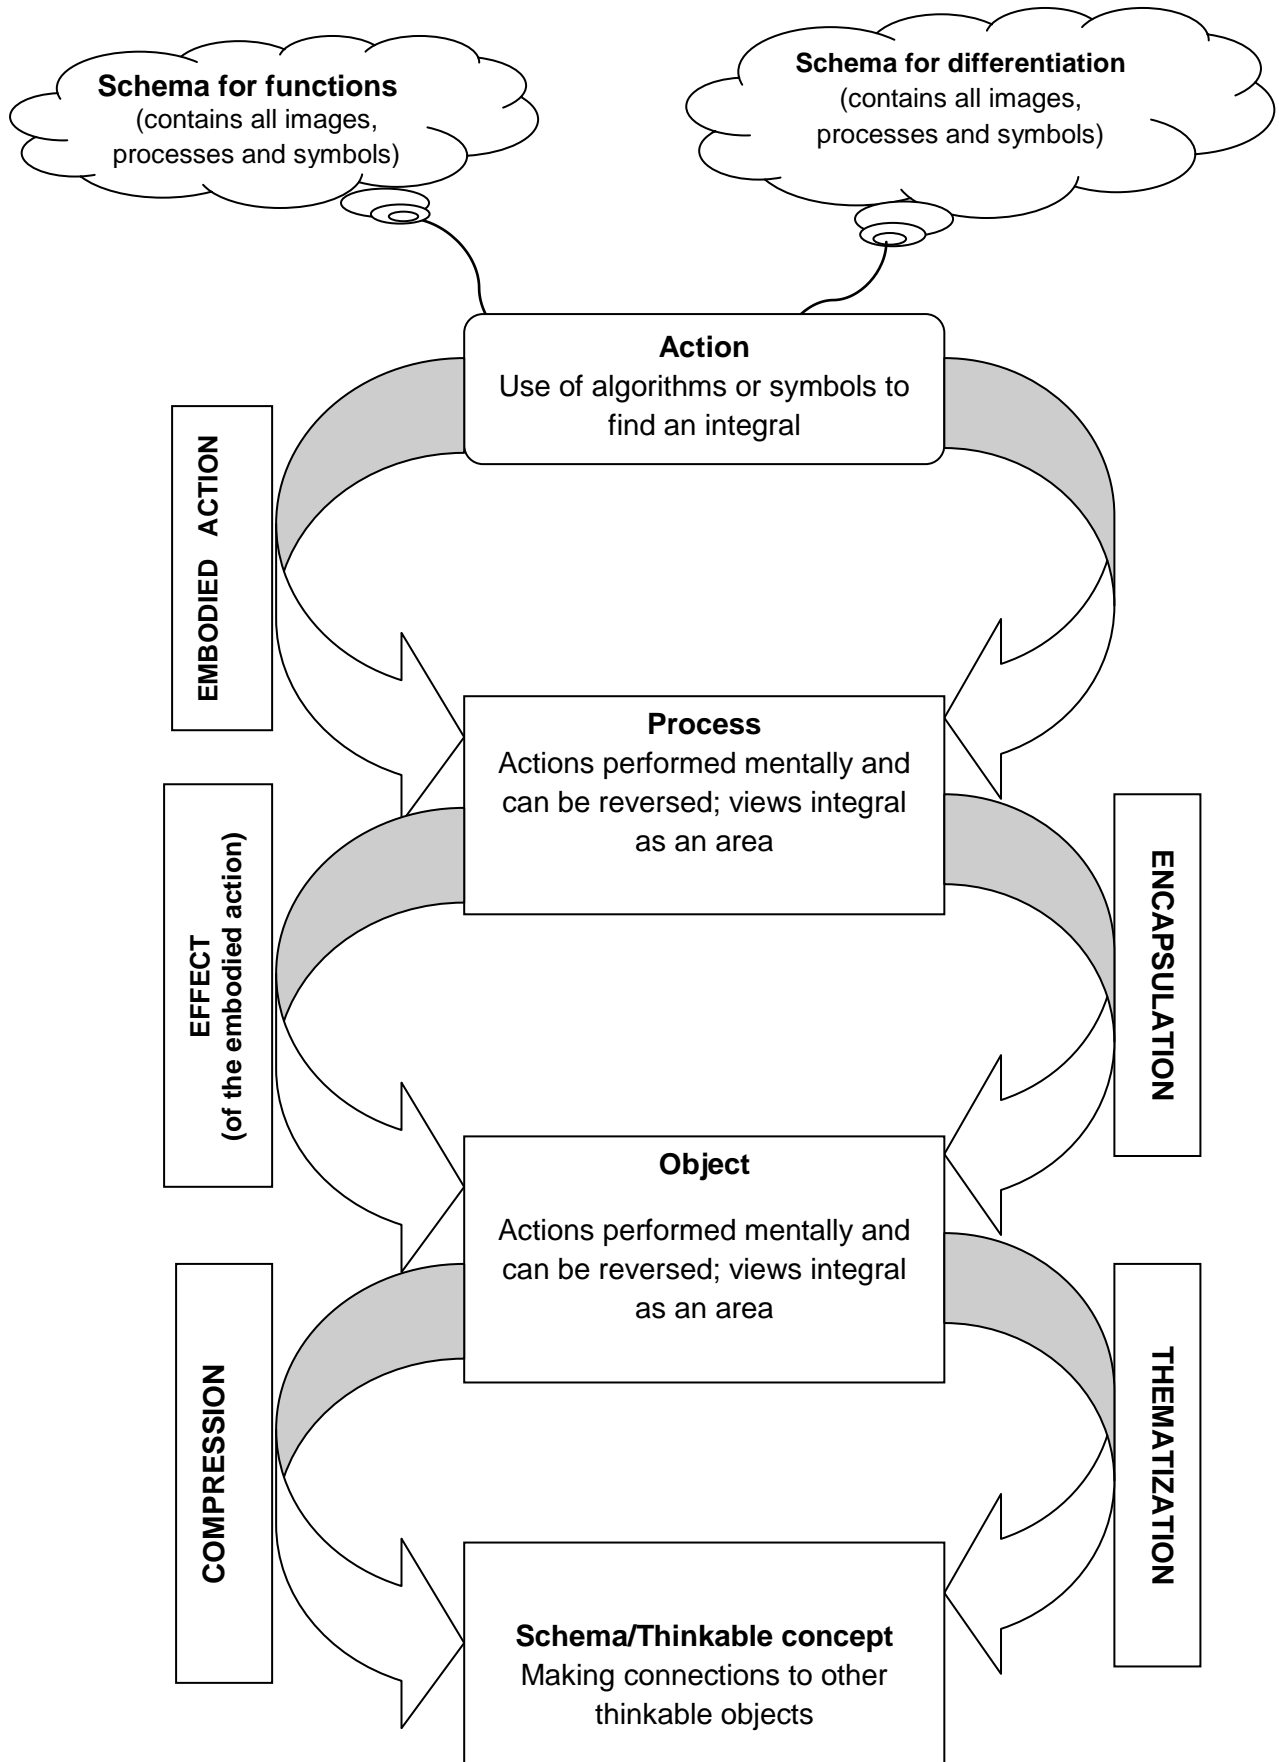 Schema for functions
(contains all images,
processes and symbols)
Schema for differentiation
(contains all images,
processes and symbols)
Action
Use of algorithms or symbols to
find an integral
EMBODIED ACTION
Process
Actions performed mentally and
can be reversed; views integral
as an area
EFFECT
(of the embodied action)
ENCAPSULATION
Object
Actions performed mentally and
can be reversed; views integral
as an area
COMPRESSION
THEMATIZATION
Schema/Thinkable concept
Making connections to other
thinkable objects